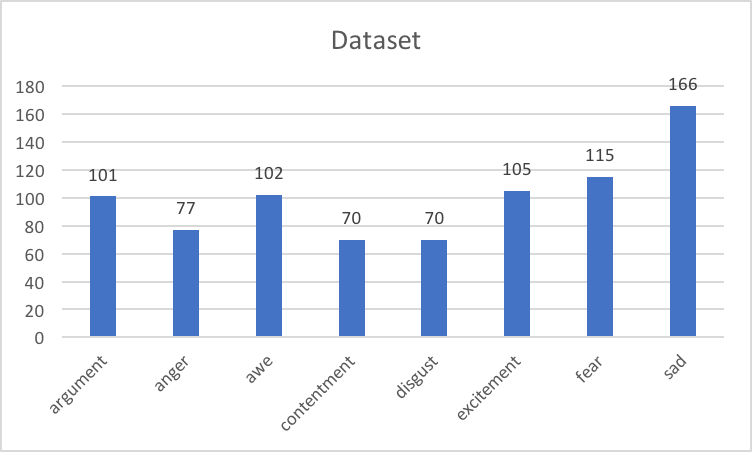 Dataset
180
160
140
120
100
80
60
40
20
0
101
77
102
70
70
105
115
166
argument
anger
awe
contentment
disgust
excitement
fear
sad